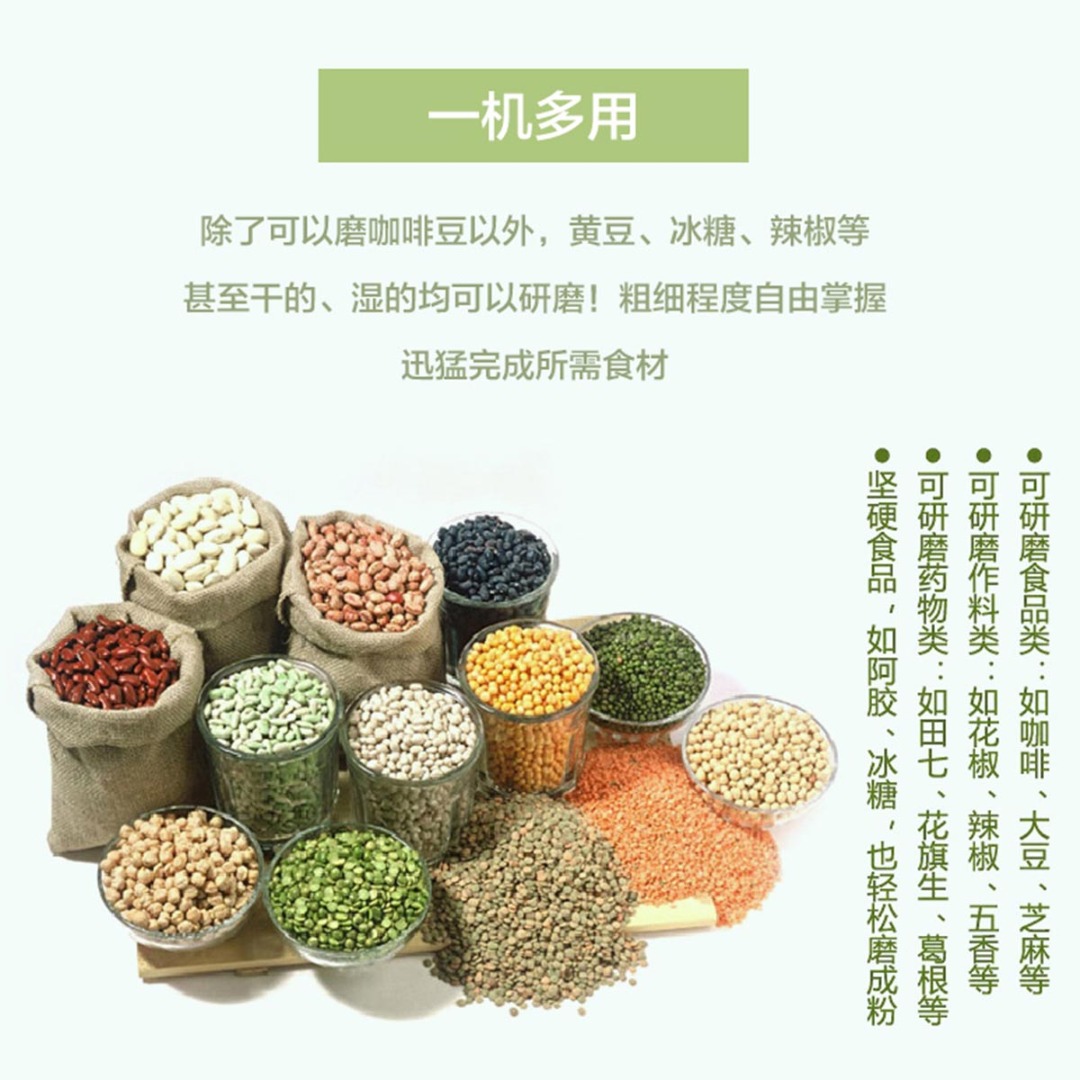 一机多用
除了可以磨咖啡豆以外，黄豆、冰糖、辣椒等
甚至干的、湿的均可以研磨！粗细程度自由掌握
迅猛完成所需食材
●可研磨食品类：如咖啡、大豆、芝麻等
●可研磨作料类：如花椒、辣椒、五香等
●可研磨药物类：如田七、花旗生、葛根等
●坚硬食品，如阿胶、冰糖，也轻松磨成粉